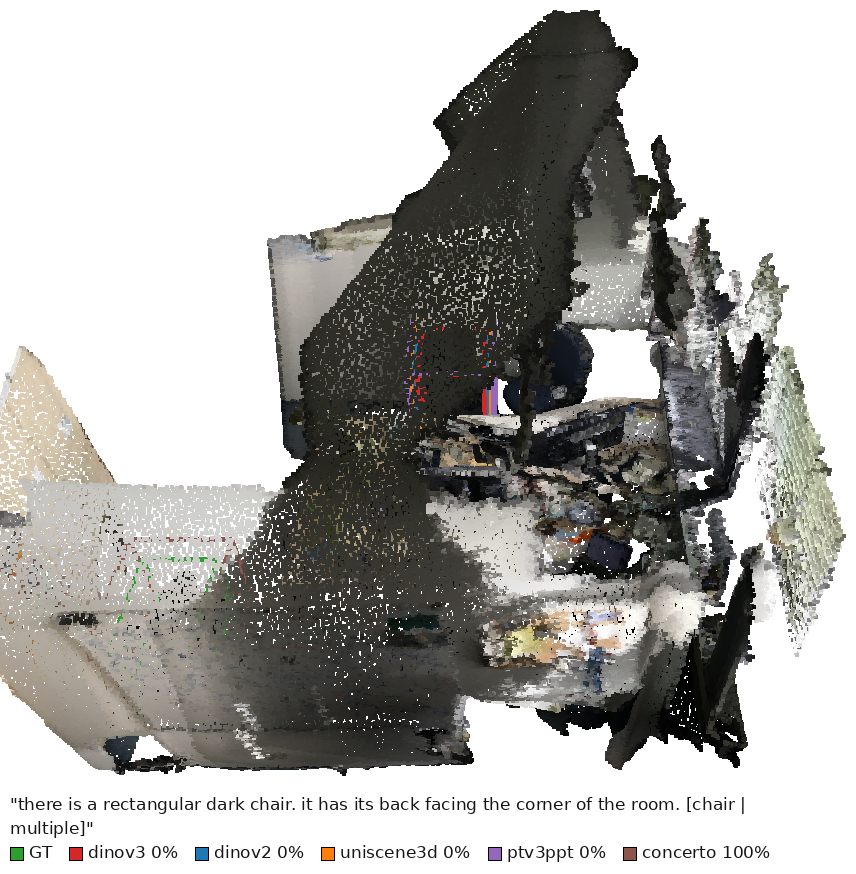 "there is a rectangular dark chair. it has its back facing the corner of the room. [chair |
multiple]"
GT dinov3 0% dinov2 0% uniscene3d 0% ptv3ppt 0% concerto 100%